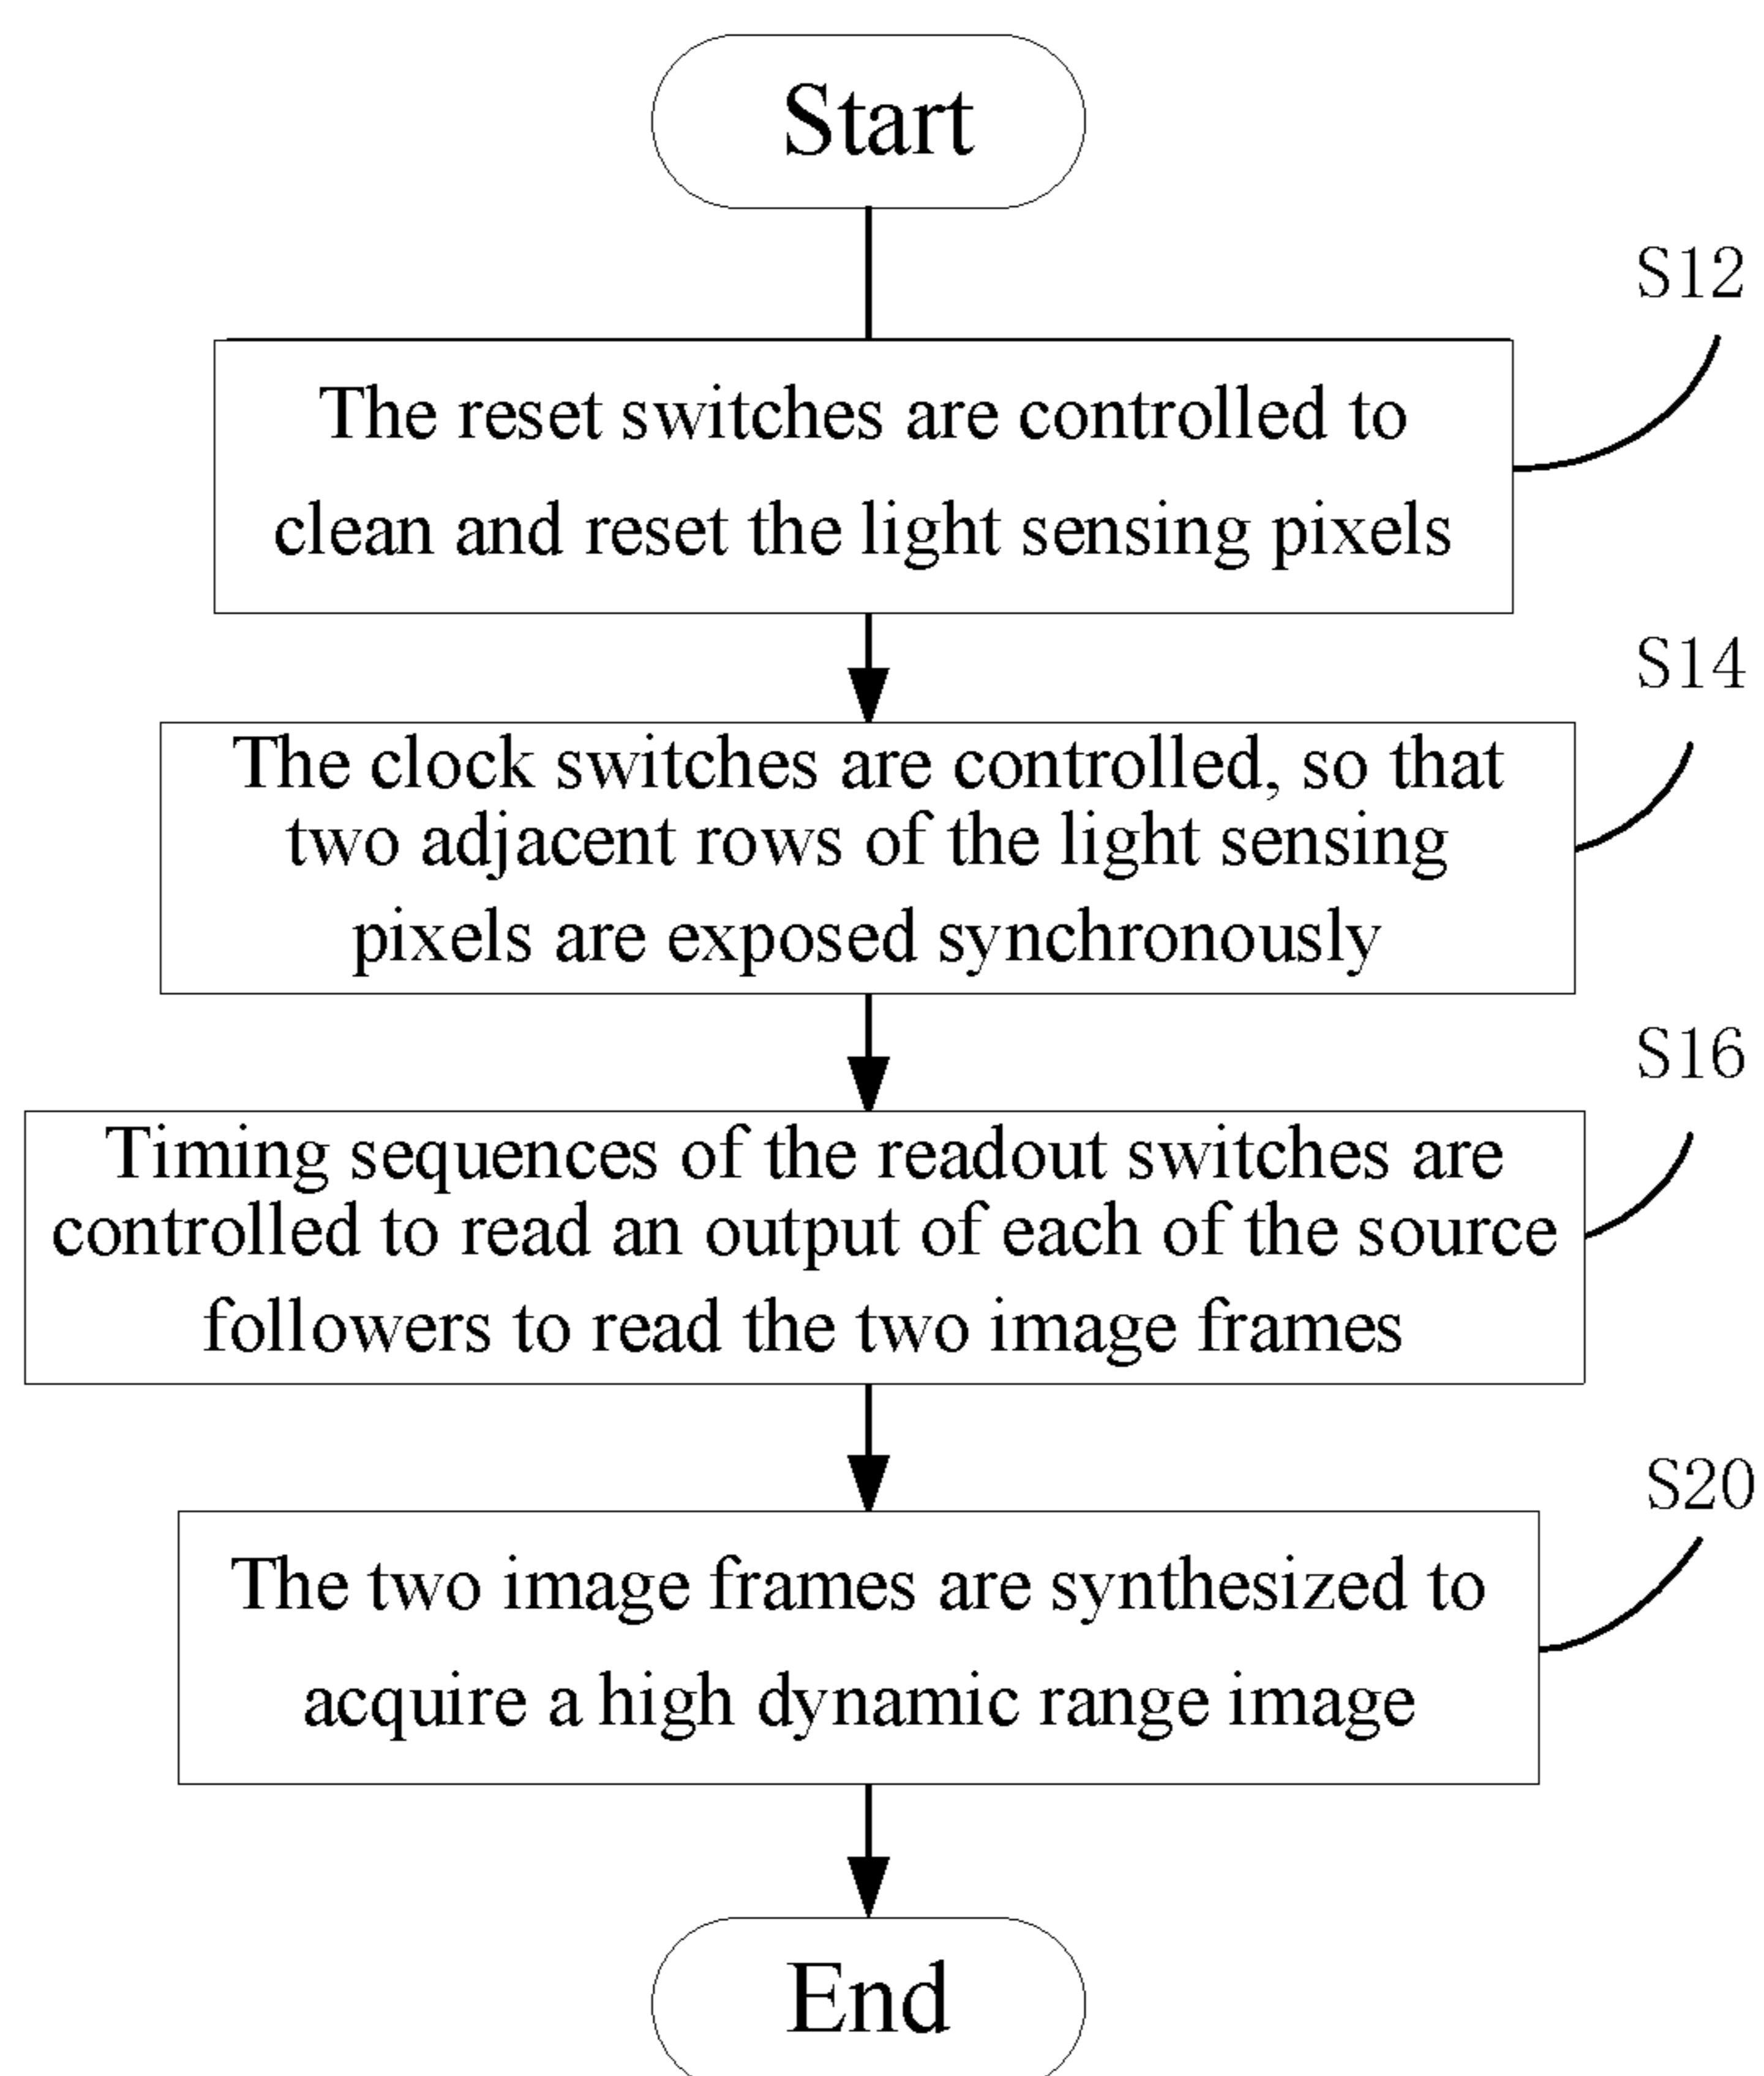 Start
S12
The reset switches are controlled to
clean and reset the light sensing pixels
S14
The clock switches are controlled, so that
two adjacent rows of the light sensing
pixels are exposed synchronously
S16
Timing sequences of the readout switches are
controlled to read an output of each of the source
followers to read the two image frames
S20
The two image frames are synthesized to
acquire a high dynamic range image
End